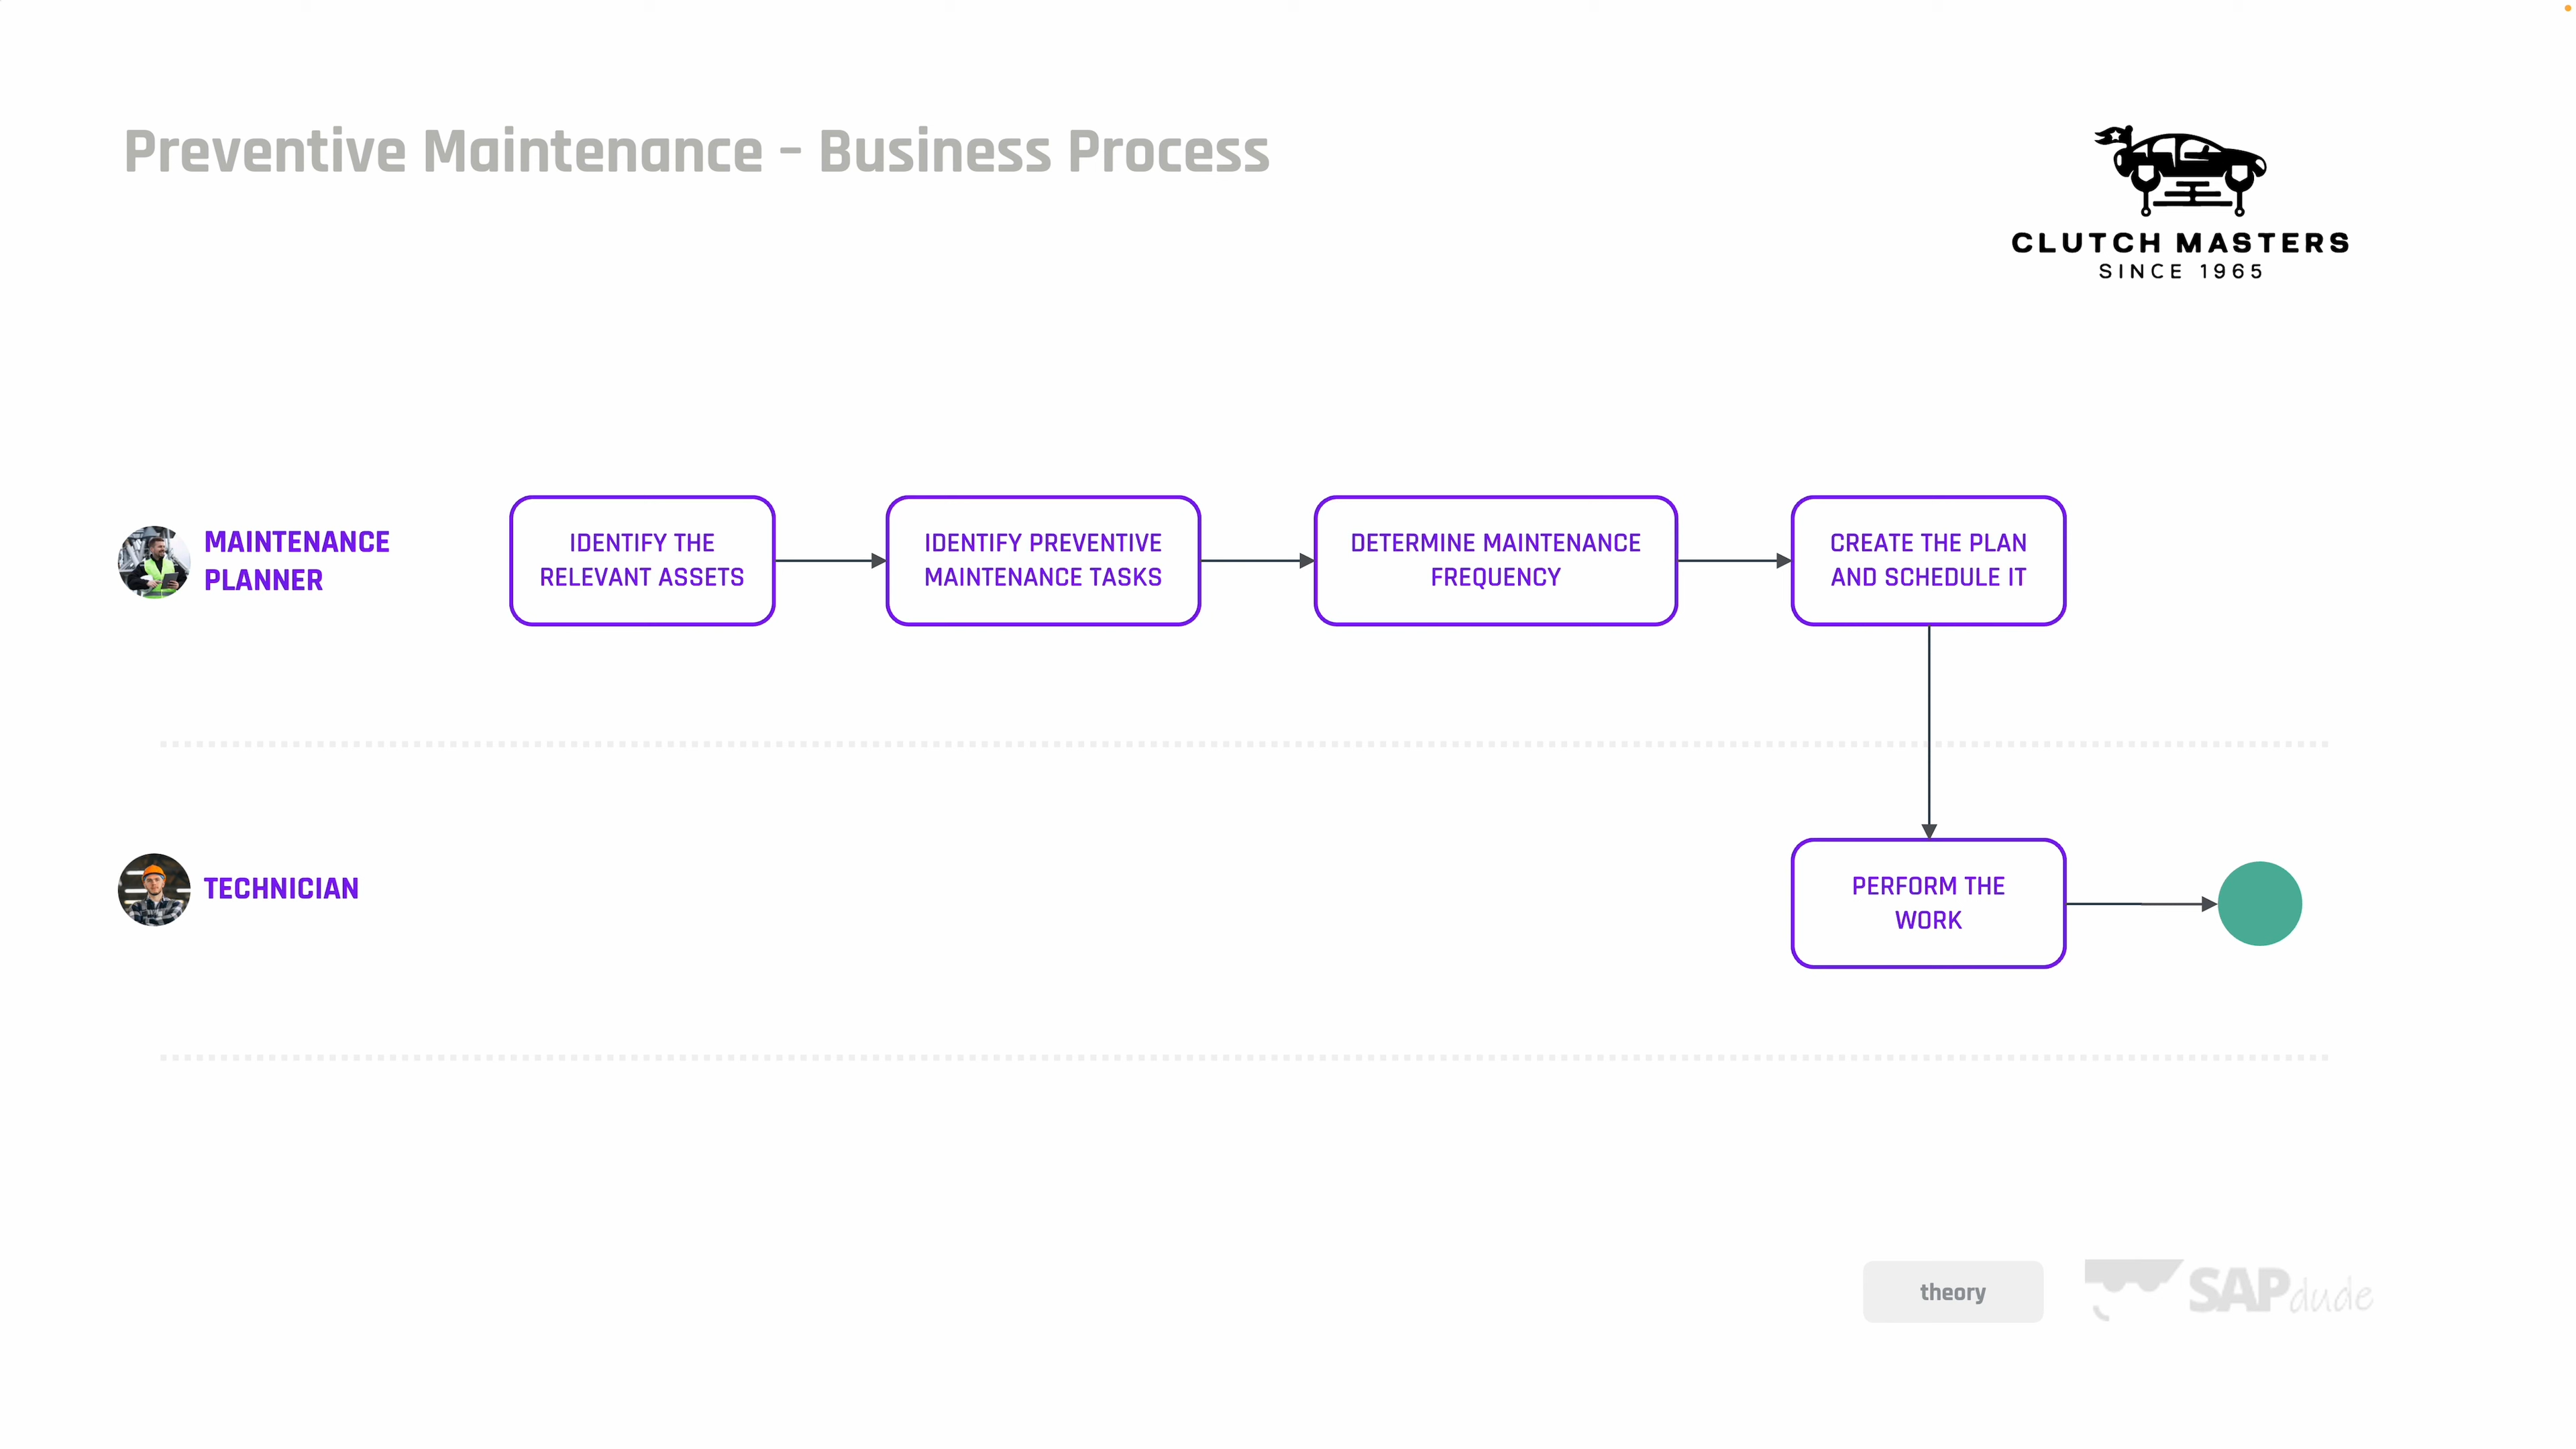 Preventive Maintenance – Business Process
CLUTCH MASTERS
SINCE 1965
MAINTENANCE
PLANNER
IDENTIFY THE
RELEVANT ASSETS
IDENTIFY PREVENTIVE
MAINTENANCE TASKS
DETERMINE MAINTENANCE
FREQUENCY
CREATE THE PLAN
AND SCHEDULE IT
TECHNICIAN
PERFORM THE
WORK
theory
SAPdude